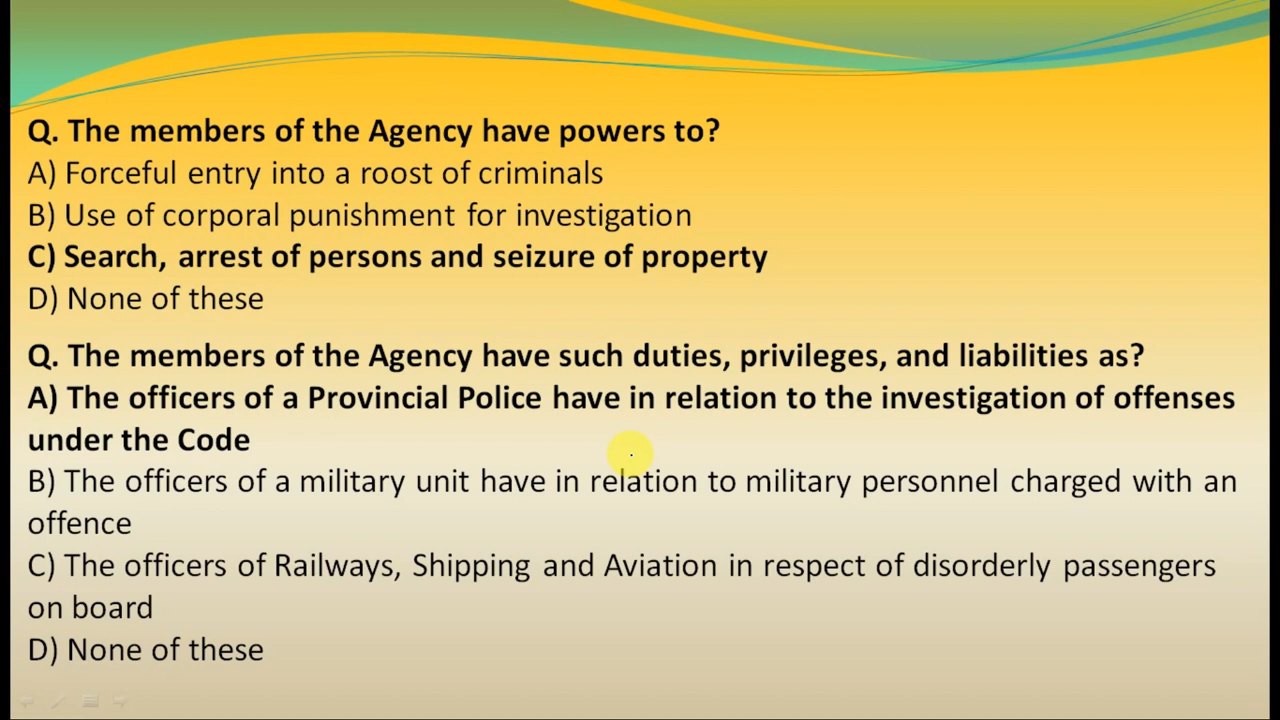 Q. The members of the Agency have powers to?
A) Forceful entry into a roost of criminals
B) Use of corporal punishment for investigation
C) Search, arrest of persons and seizure of property
D) None of these
Q. The members of the Agency have such duties, privileges, and liabilities as?
A) The officers of a Provincial Police have in relation to the investigation of offenses
under the Code
B) The officers of a military unit have in relation to military personnel charged with an
offence
C) The officers of Railways, Shipping and Aviation in respect of disorderly passengers
on board
D) None of these